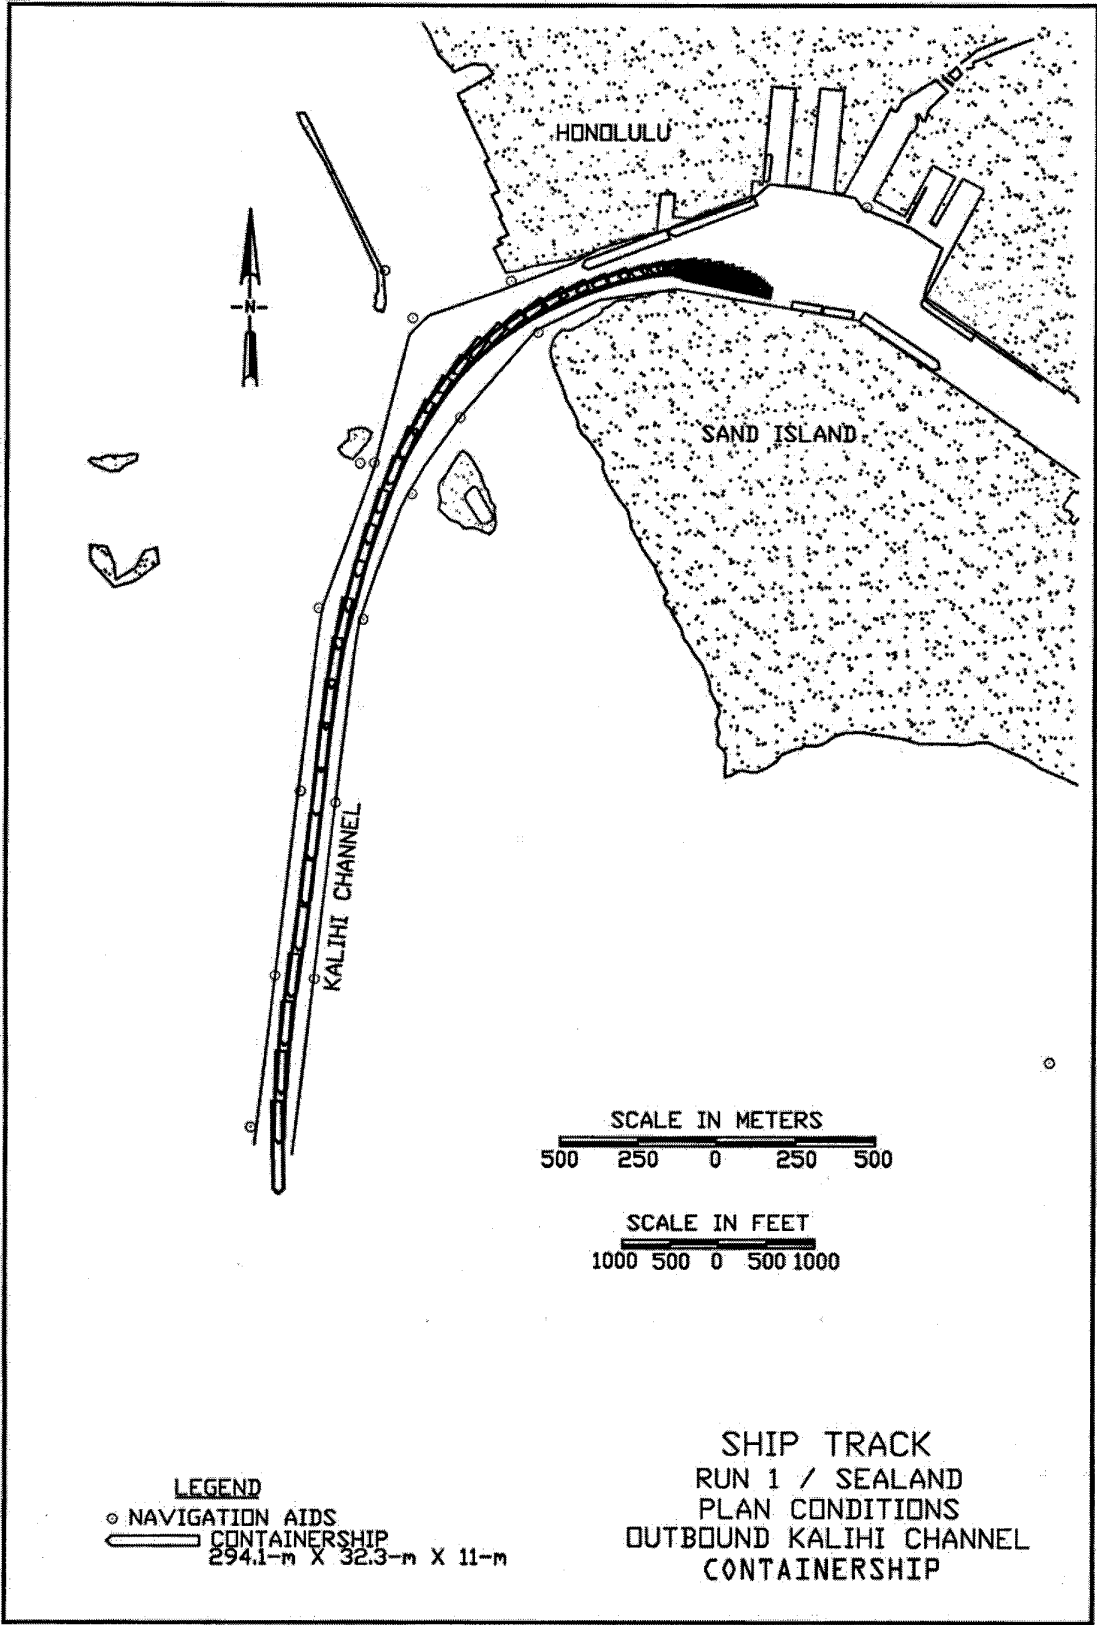 HONOLULU
-N-
SAND ISLAND
KALIHI CHANNEL
SCALE IN METERS
500 250 0 250 500
SCALE IN FEET
1000 500 0 500 1000
SHIP TRACK
RUN 1 / SEALAND
PLAN CONDITIONS
OUTBOUND KALIHI CHANNEL
CONTAINERSHIP
LEGEND
NAVIGATION AIDS
CONTAINERSHIP
294.1-m X 32.3-m X 11-m